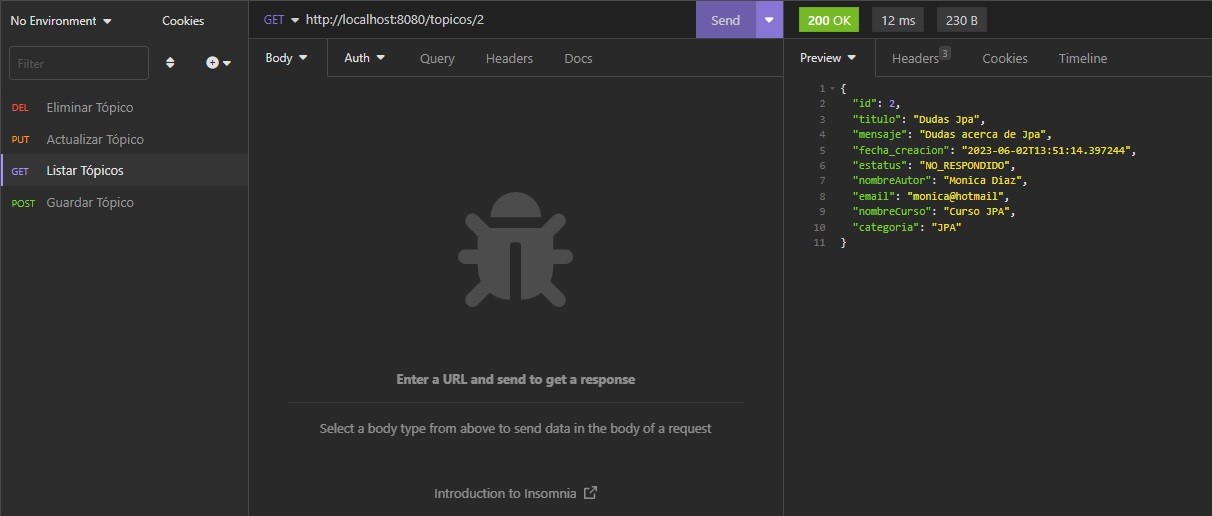 No Environment
Cookies
Filter
DEL Eliminar Tópico
PUT Actualizar Tópico
GET Listar Tópicos
POST Guardar Tópico
GET http://localhost:8080/topicos/2
Send
Body
Auth
Query
Headers
Docs
Enter a URL and send to get a response
Select a body type from above to send data in the body of a request
Introduction to Insomnia
200 OK
12 ms
230 B
Preview
Headers 3
Cookies
Timeline
1 {
2 "id": 2,
3 "titulo": "Dudas Jpa",
4 "mensaje": "Dudas acerca de Jpa",
5 "fecha_creacion": "2023-06-02T13:51:14.397244",
6 "estatus": "NO_RESPONDIDO",
7 "nombreAutor": "Monica Diaz",
8 "email": "monica@hotmail",
9 "nombreCurso": "Curso JPA",
10 "categoria": "JPA"
11 }